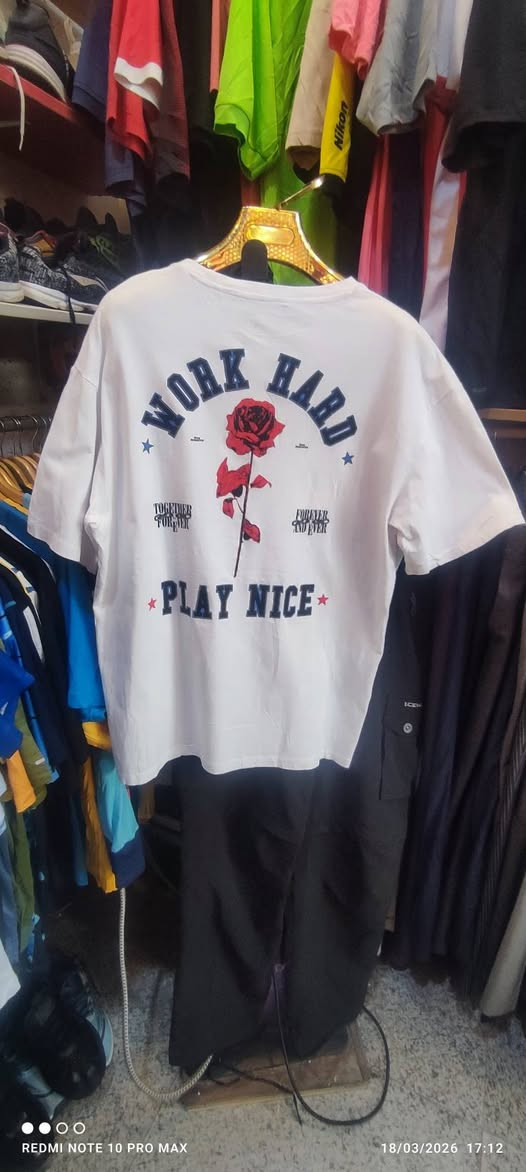 Nikon
WORK HARD
TOGETHER
FOREVER
FOREVER
AND EVER
PLAY NICE
REDMI NOTE 10 PRO MAX
18/03/2026 17:12